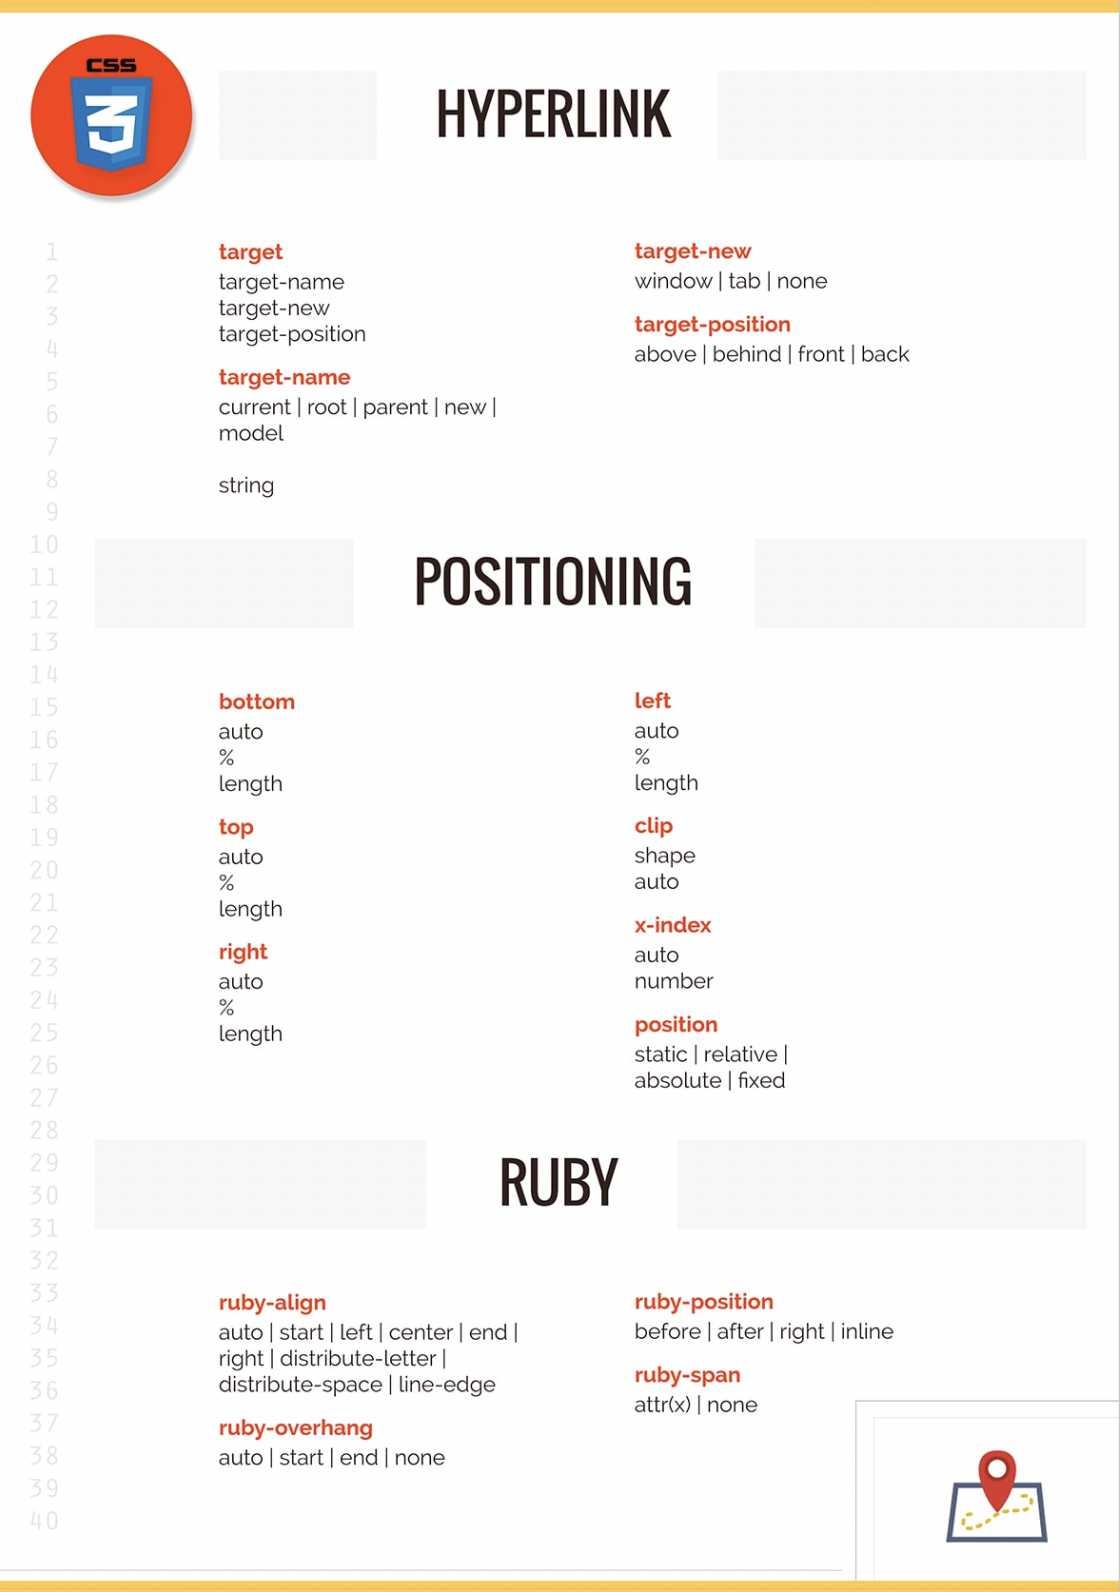 CSS
3
HYPERLINK
1
2
3
4
5
6
7
8
9
10
11
12
13
14
15
16
17
18
19
20
21
22
23
24
25
26
27
28
29
30
31
32
33
34
35
36
37
38
39
40
target
target-name
target-new
target-position
target-name
current | root | parent | new |
model
string
target-new
window | tab | none
target-position
above | behind | front | back
POSITIONING
bottom
auto
%
length
top
auto
%
length
right
auto
%
length
left
auto
%
length
clip
shape
auto
x-index
auto
number
position
static | relative |
absolute | fixed
RUBY
ruby-align
auto | start | left | center | end |
right | distribute-letter |
distribute-space | line-edge
ruby-overhang
auto | start | end | none
ruby-position
before | after | right | inline
ruby-span
attr(x) | none